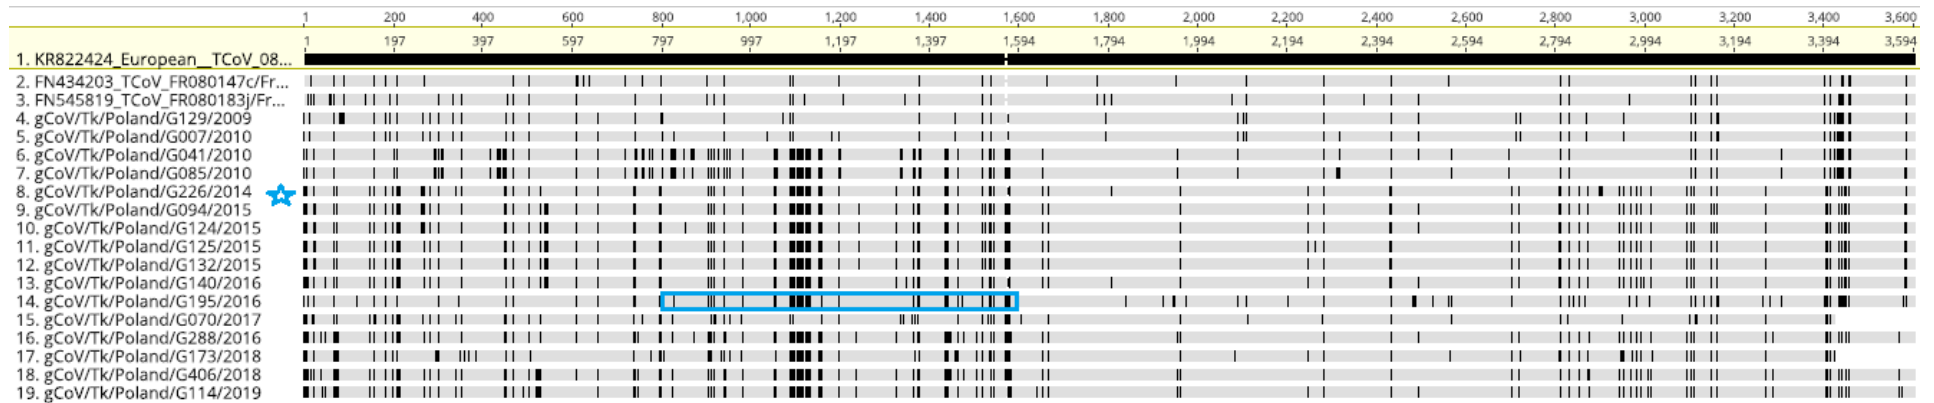 1 200 400 600 800 1,000 1,200 1,400 1,600 1,800 2,000 2,200 2,400 2,600 2,800 3,000 3,200 3,400 3,600
1 197 397 597 797 997 1,197 1,397 1,594 1,794 1,994 2,194 2,394 2,594 2,794 2,994 3,194 3,394 3,594
1. KR822424_European__TCoV_08...
2. FN434203_TCoV_FR080147c/Fr...
3. FN545819_TCoV_FR080183j/Fr...
4. gCoV/Tk/Poland/G129/2009
5. gCoV/Tk/Poland/G007/2010
6. gCoV/Tk/Poland/G041/2010
7. gCoV/Tk/Poland/G085/2010
8. gCoV/Tk/Poland/G226/2014
9. gCoV/Tk/Poland/G094/2015
10. gCoV/Tk/Poland/G124/2015
11. gCoV/Tk/Poland/G125/2015
12. gCoV/Tk/Poland/G132/2015
13. gCoV/Tk/Poland/G140/2016
14. gCoV/Tk/Poland/G195/2016
15. gCoV/Tk/Poland/G070/2017
16. gCoV/Tk/Poland/G288/2016
17. gCoV/Tk/Poland/G173/2018
18. gCoV/Tk/Poland/G406/2018
19. gCoV/Tk/Poland/G114/2019